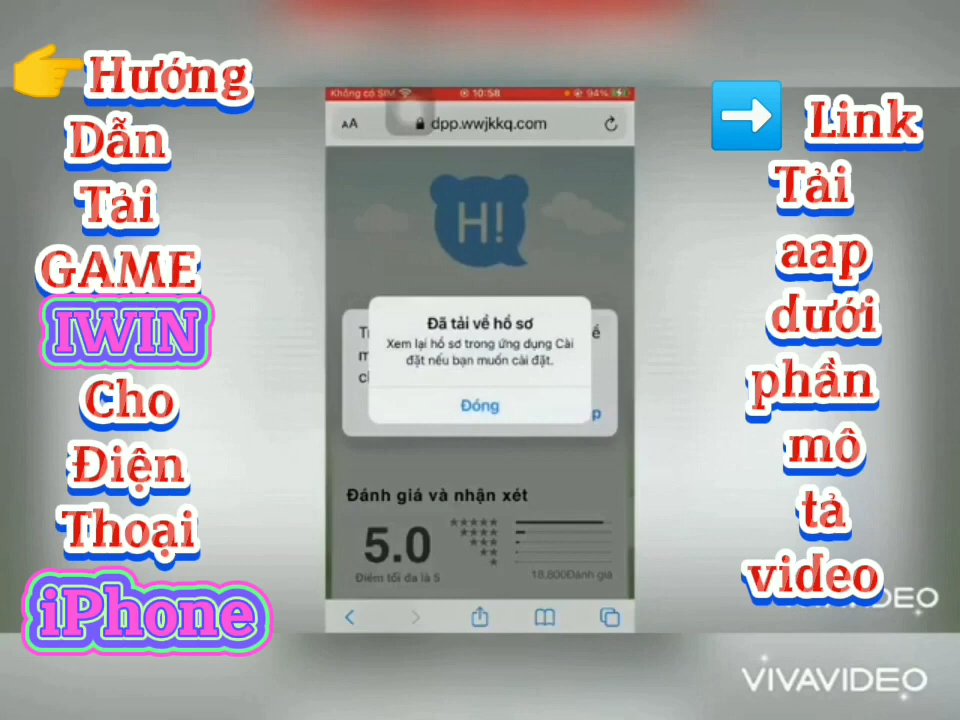 👉Hướng
Dẫn
Tải
GAME
IWIN
Cho
Điện
Thoại
iPhone
Không có SIM
10:58
94%
AA
dpp.wwjkkq.com
H!
Đã tải về hồ sơ
Xem lại hồ sơ trong ứng dụng Cài
đặt nếu bạn muốn cài đặt.
Đóng
Đánh giá và nhận xét
5.0
Điểm tối đa là 5
18,800Đánh giá
➡️ Link
Tải
aap
dưới
phần
mô
tả
video
VIVAVIDEO